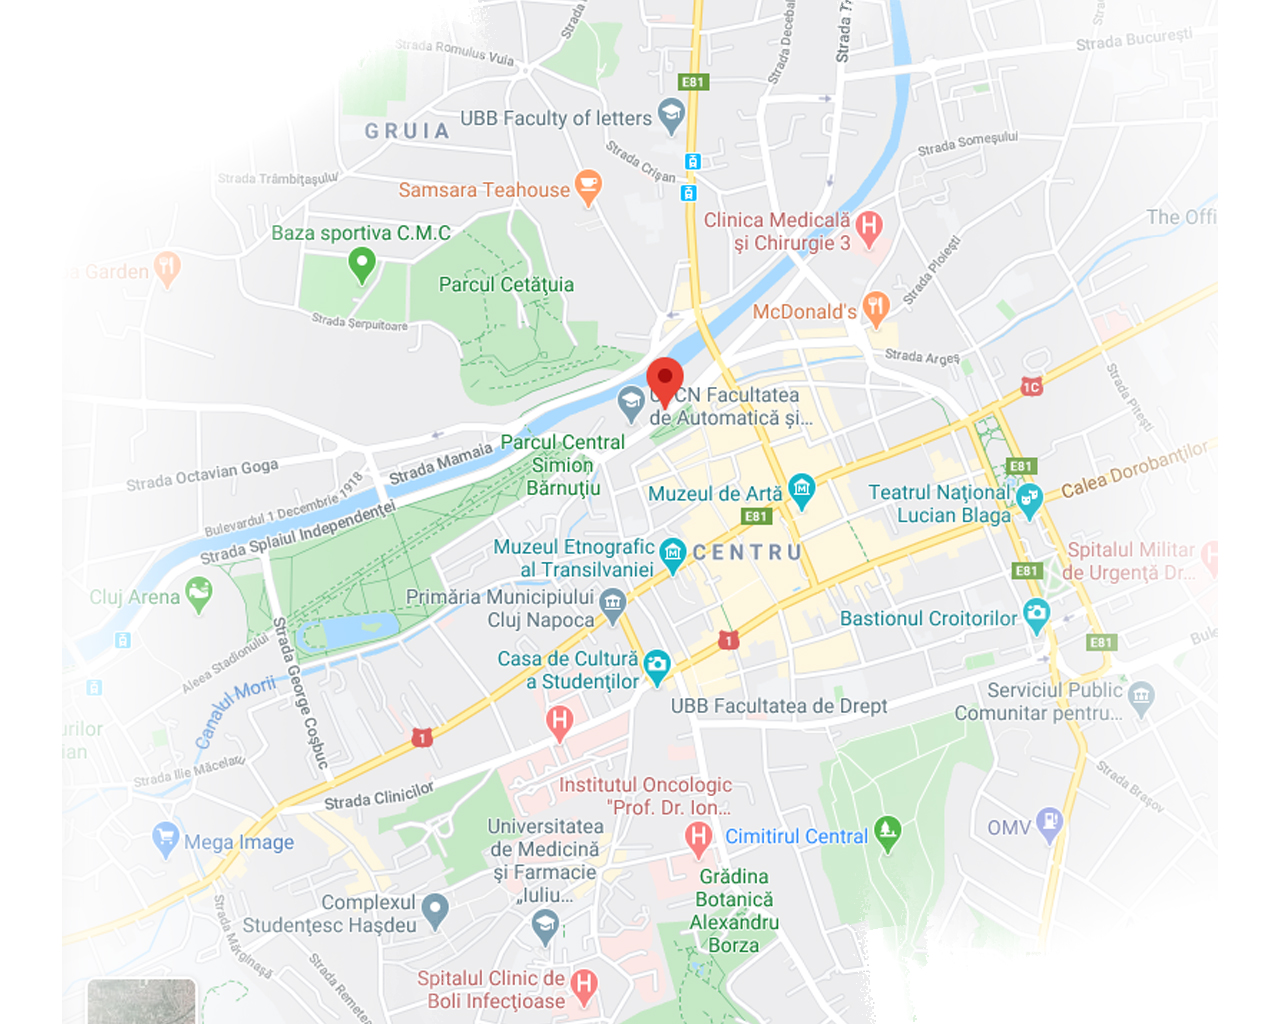 Strada Romulus Vuia
Strada Decebal
Strada București
E81
UBB Faculty of letters
GRUIA
Strada Crișan
Strada Someșului
Strada Trâmbițașului
Samsara Teahouse
Clinica Medicală
și Chirurgie 3
The Offi
Baza sportiva C.M.C
Garden
Parcul Cetățuia
Strada Ploiești
Strada Șerpuitoare
McDonald's
Strada Argeș
1C
Strada Pitești
CN Facultatea
de Automatică și...
Parcul Central
Simion
Bărnuțiu
Strada Octavian Goga
Strada Mamaia
Bulevardul 1 Decembrie 1918
Strada Splaiul Independenței
Muzeul de Artă
E81
E81
Calea Dorobanților
Teatrul Național
Lucian Blaga
Muzeul Etnografic
al Transilvaniei
CENTRU
Spitalul Militar
de Urgență Dr...
E81
Cluj Arena
Primăria Municipiului
Cluj Napoca
Bastionul Croitorilor
Aleea Stadionului
Strada George Coșbuc
1
E81
Casa de Cultură
a Studenților
Canalul Morii
UBB Facultatea de Drept
Serviciul Public
Comunitar pentru...
1
Strada Ilie Măcelaru
Strada Clinicilor
Institutul Oncologic
"Prof. Dr. Ion...
Strada Brașov
Mega Image
Universitatea
de Medicină
și Farmacie
„Iuliu...
Cimitirul Central
OMV
Grădina
Botanică
Alexandru
Borza
Complexul
Studențesc Hașdeu
Strada Mărginașă
Strada Remetea
Spitalul Clinic de
Boli Infecțioase